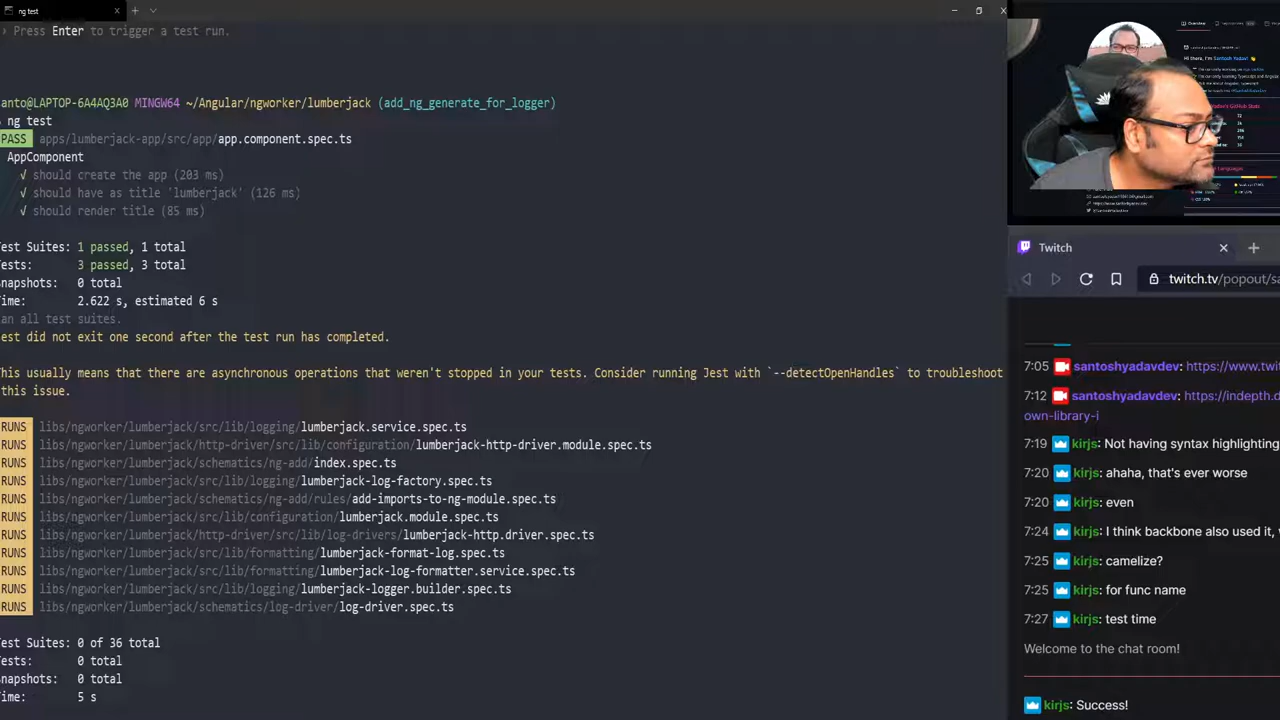 ng test
Press Enter to trigger a test run.
anto@LAPTOP-6A4AQ3A0 MINGW64 ~/Angular/ngworker/lumberjack (add_ng_generate_for_logger)
ng test
PASS apps/lumberjack-app/src/app/app.component.spec.ts
AppComponent
√ should create the app (203 ms)
√ should have as title 'lumberjack' (126 ms)
√ should render title (85 ms)
est Suites: 1 passed, 1 total
ests: 3 passed, 3 total
napshots: 0 total
ime: 2.622 s, estimated 6 s
an all test suites.
est did not exit one second after the test run has completed.
his usually means that there are asynchronous operations that weren't stopped in your tests. Consider running Jest with `--detectOpenHandles` to troubleshoot
this issue.
RUNS libs/ngworker/lumberjack/src/lib/logging/lumberjack.service.spec.ts
RUNS libs/ngworker/lumberjack/http-driver/src/lib/configuration/lumberjack-http-driver.module.spec.ts
RUNS libs/ngworker/lumberjack/schematics/ng-add/index.spec.ts
RUNS libs/ngworker/lumberjack/src/lib/logging/lumberjack-log-factory.spec.ts
RUNS libs/ngworker/lumberjack/schematics/ng-add/rules/add-imports-to-ng-module.spec.ts
RUNS libs/ngworker/lumberjack/src/lib/configuration/lumberjack.module.spec.ts
RUNS libs/ngworker/lumberjack/http-driver/src/lib/log-drivers/lumberjack-http.driver.spec.ts
RUNS libs/ngworker/lumberjack/src/lib/formatting/lumberjack-format-log.spec.ts
RUNS libs/ngworker/lumberjack/src/lib/formatting/lumberjack-log-formatter.service.spec.ts
RUNS libs/ngworker/lumberjack/src/lib/logging/lumberjack-logger.builder.spec.ts
RUNS libs/ngworker/lumberjack/schematics/log-driver/log-driver.spec.ts
est Suites: 0 of 36 total
ests: 0 total
napshots: 0 total
ime: 5 s
Overview
Twitch
twitch.tv/popout/sa
7:05 santoshyadavdev: https://www.twi
7:12 santoshyadavdev: https://indepth.d
own-library-i
7:19 kirjs: Not having syntax highlighting
7:20 kirjs: ahaha, that's ever worse
7:20 kirjs: even
7:24 kirjs: I think backbone also used it,
7:25 kirjs: camelize?
7:25 kirjs: for func name
7:27 kirjs: test time
Welcome to the chat room!
kirjs: Success!